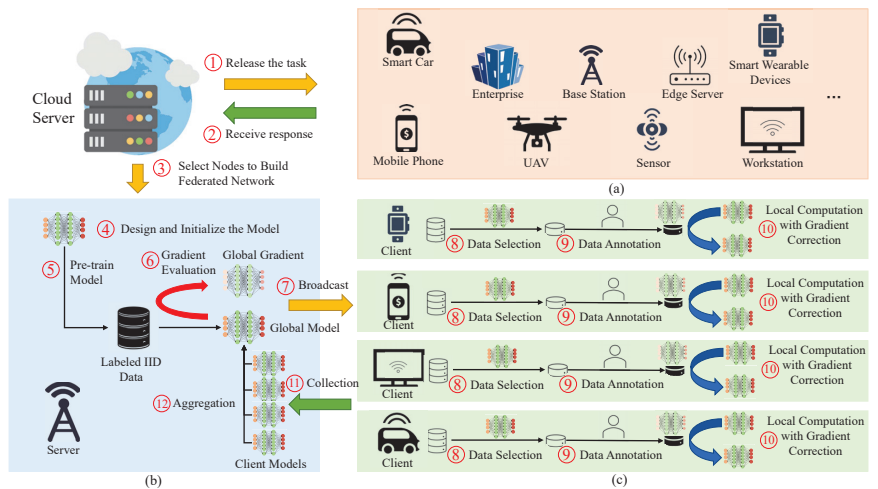 Cloud
Server
① Release the task
② Receive response
③ Select Nodes to Build
Federated Network
Smart Car
Enterprise
Base Station
Edge Server
Smart Wearable
Devices
...
Mobile Phone
UAV
Sensor
Workstation
(a)
④ Design and Initialize the Model
⑤ Pre-train
Model
⑥ Gradient
Evaluation
Global Gradient
⑦ Broadcast
Global Model
Labeled IID
Data
⑪ Collection
⑫ Aggregation
Server
Client Models
(b)
Client
⑧ Data Selection
⑨ Data Annotation
⑩ Local Computation
with Gradient
Correction
$
Client
⑧ Data Selection
⑨ Data Annotation
⑩ Local Computation
with Gradient
Correction
Client
⑧ Data Selection
⑨ Data Annotation
⑩ Local Computation
with Gradient
Correction
Client
⑧ Data Selection
⑨ Data Annotation
⑩ Local Computation
with Gradient
Correction
(c)